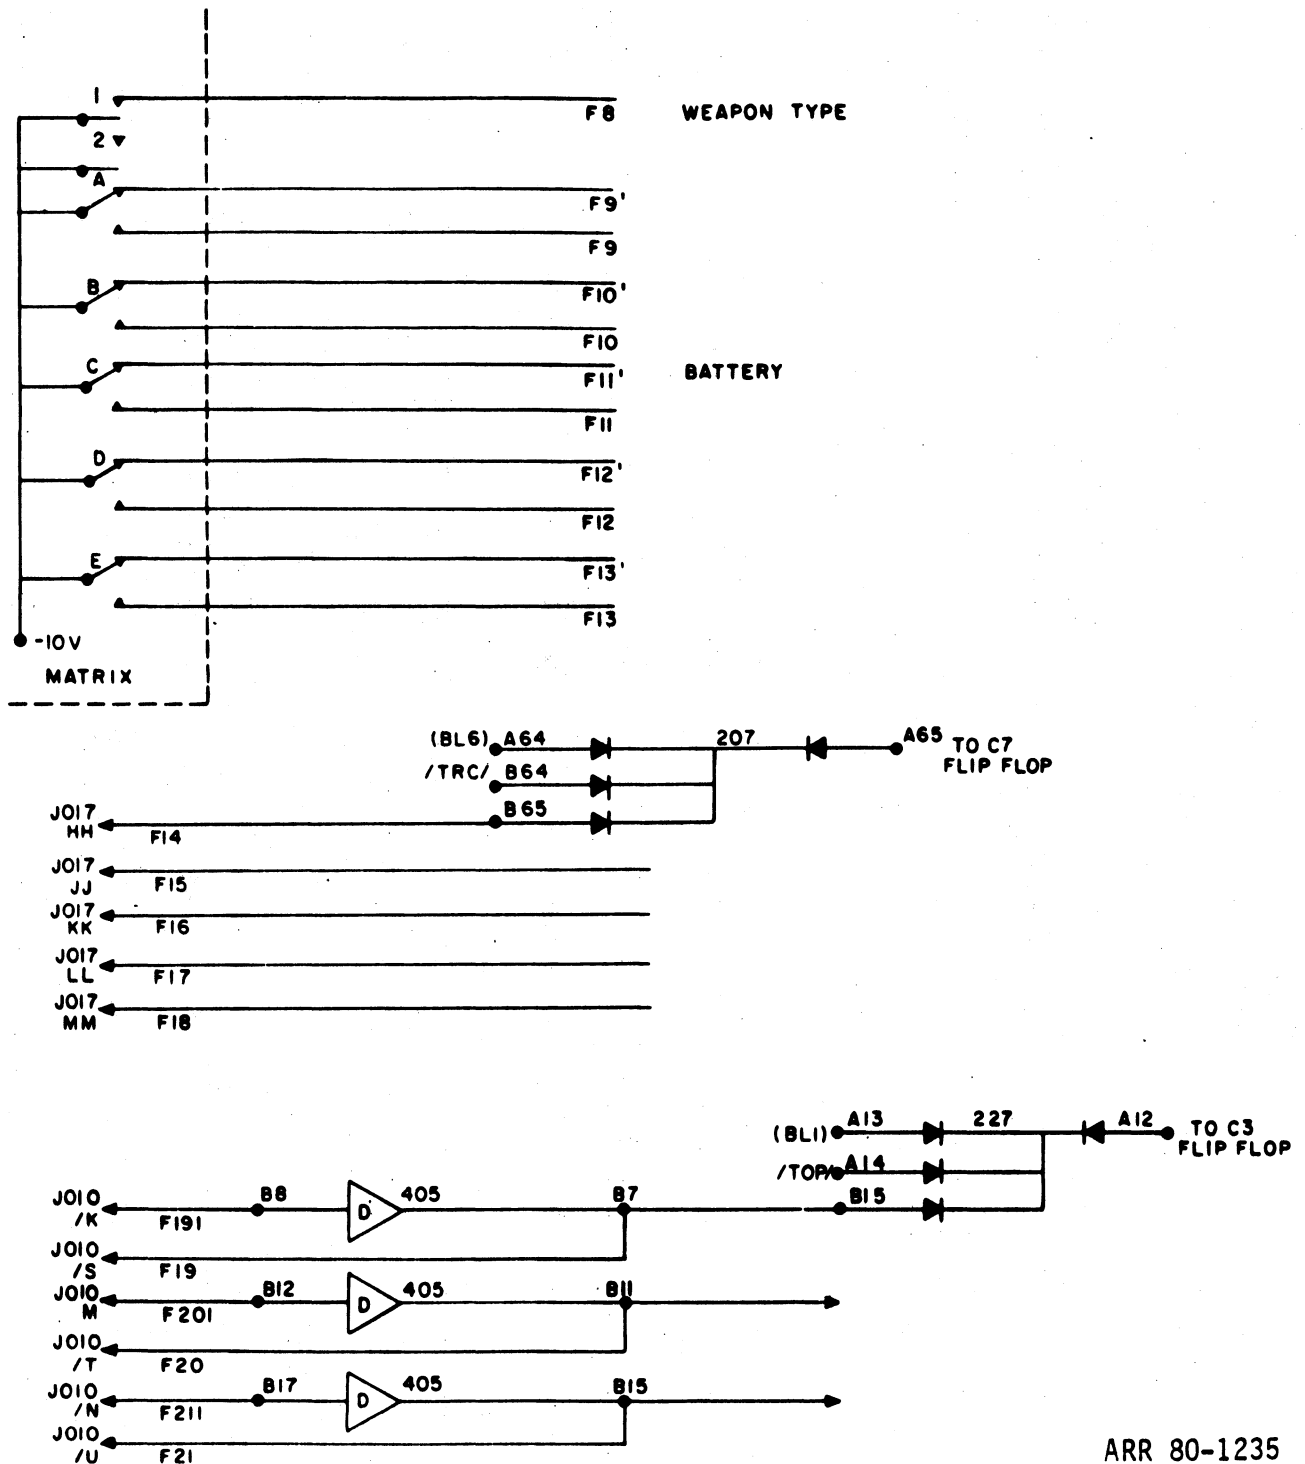 1
F8 WEAPON TYPE
2
A
F9'
F9
B
F10'
F10
C
F11' BATTERY
F11
D
F12'
F12
E
F13'
F13
-10V
MATRIX
(BL6) A64 207 A65 TO C7
FLIP FLOP
/TRC/ B64
B65
J017
HH F14
J017
JJ F15
J017
KK F16
J017
LL F17
J017
MM F18
(BL1) A13 227 A12 TO C3
FLIP FLOP
/TOP/ A14
B15
J010
/K F191 B8 D 405 B7
J010
/S F19
J010
M F201 B12 D 405 B11
J010
/T F20
J010
/N F211 B17 D 405 B15
J010
/U F21
ARR 80-1235